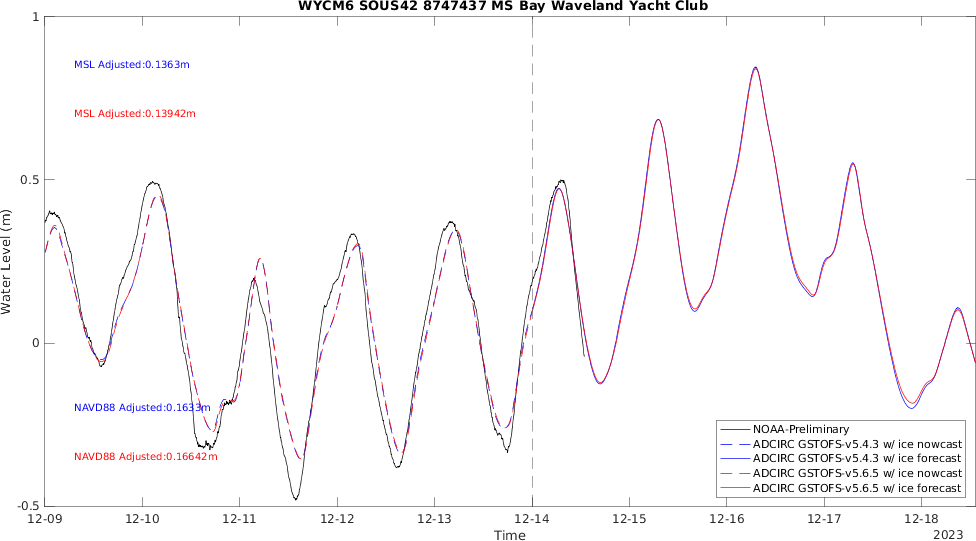 WYCM6 SOUS42 8747437 MS Bay Waveland Yacht Club
Water Level (m)
1
0.5
0
-0.5
MSL Adjusted:0.1363m
MSL Adjusted:0.13942m
NAVD88 Adjusted:0.1633m
NAVD88 Adjusted:0.16642m
NOAA-Preliminary
ADCIRC GSTOFS-v5.4.3 w/ ice nowcast
ADCIRC GSTOFS-v5.4.3 w/ ice forecast
ADCIRC GSTOFS-v5.6.5 w/ ice nowcast
ADCIRC GSTOFS-v5.6.5 w/ ice forecast
12-09 12-10 12-11 12-12 12-13 12-14 12-15 12-16 12-17 12-18
Time
2023